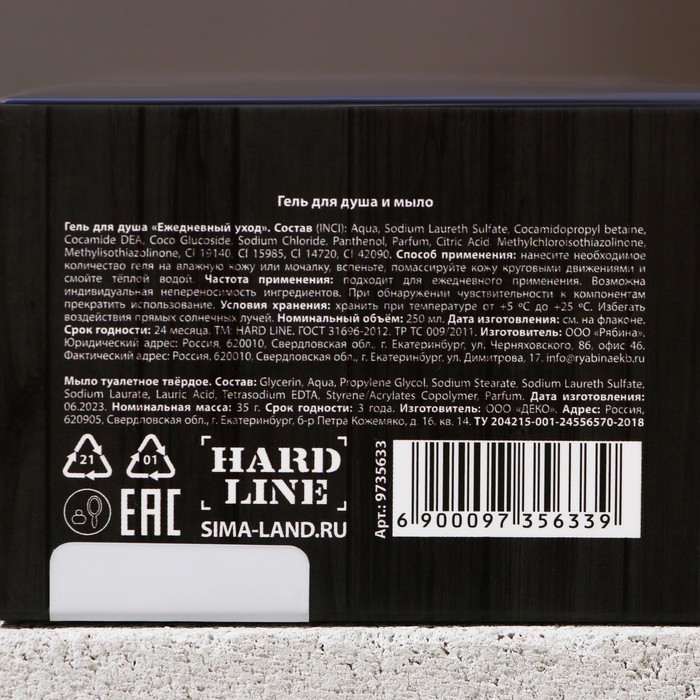 Гель для душа и мыло
Гель для душа «Ежедневный уход». Состав (INCI): Aqua, Sodium Laureth Sulfate, Cocamidopropyl betaine,
Cocamide DEA, Coco Glucoside, Sodium Chloride, Panthenol, Parfum, Citric Acid, Methylchloroisothiazolinone,
Methylisothiazolinone, CI 19140, CI 15985, CI 14720, CI 42090. Способ применения: нанесите необходимое
количество геля на влажную кожу или мочалку, вспеньте, помассируйте кожу круговыми движениями и
смойте тёплой водой. Частота применения: подходит для ежедневного применения. Возможна
индивидуальная непереносимость ингредиентов. При обнаружении чувствительности к компонентам
прекратить использование. Условия хранения: хранить при температуре от +5 °С до +25 °С. Избегать
воздействия прямых солнечных лучей. Номинальный объём: 250 мл. Дата изготовления: см. на флаконе.
Срок годности: 24 месяца. ТМ: HARD LINE. ГОСТ 31696-2012. ТР ТС 009/2011. Изготовитель: ООО «Рябина».
Юридический адрес: Россия, 620010, Свердловская обл., г. Екатеринбург, ул. Черняховского, 86, офис 46.
Фактический адрес: Россия, 620010, Свердловская обл., г. Екатеринбург, ул. Димитрова, 17. info@ryabinaekb.ru
Мыло туалетное твёрдое. Состав: Glycerin, Aqua, Propylene Glycol, Sodium Stearate, Sodium Laureth Sulfate,
Sodium Laurate, Lauric Acid, Tetrasodium EDTA, Styrene/Acrylates Copolymer, Parfum. Дата изготовления:
06.2023. Номинальная масса: 35 г. Срок годности: 3 года. Изготовитель: ООО «ДЕКО». Адрес: Россия,
620905, Свердловская обл., г. Екатеринбург, б-р Петра Кожемяко, д. 16, кв. 14. ТУ 204215-001-24556570-2018
21
01
EAC
HARD
LINE
SIMA-LAND.RU
Арт.: 9735633
6 900097 356339